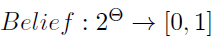 Belief : 2^Θ → [0, 1]